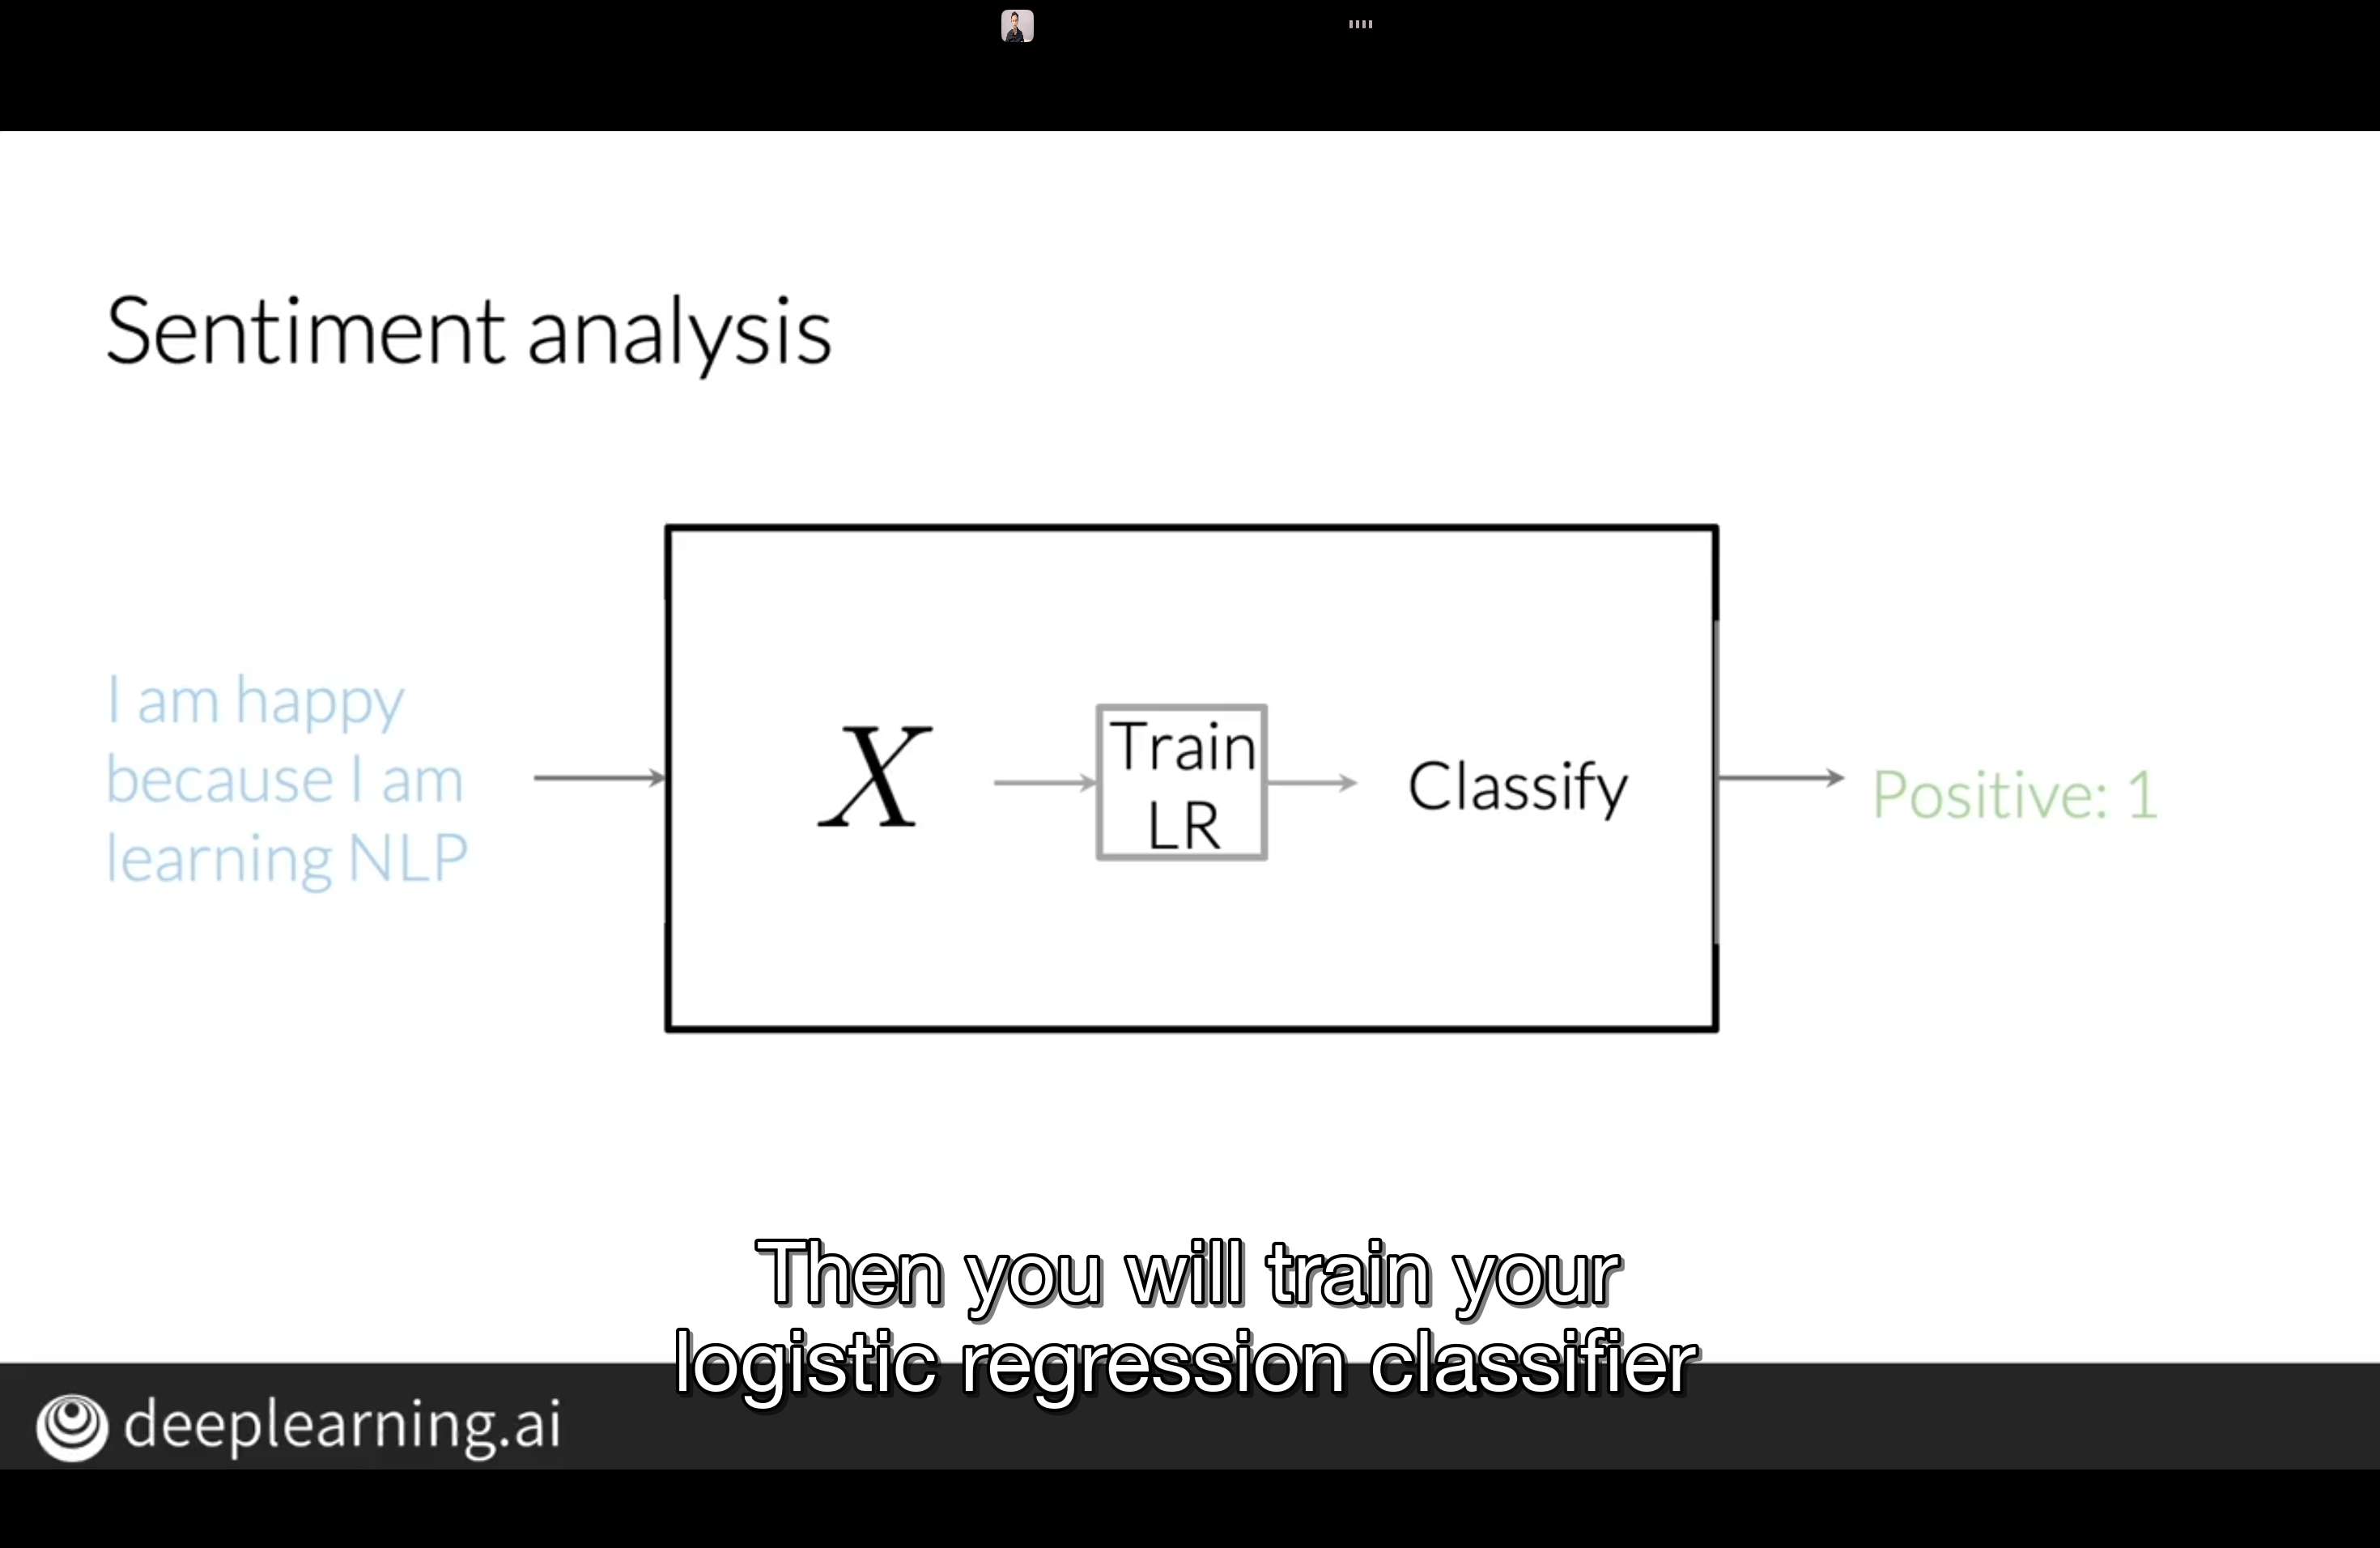 Sentiment analysis
I am happy
because I am
learning NLP
X
Train
LR
Classify
Positive: 1
Then you will train your
logistic regression classifier
deeplearning.ai